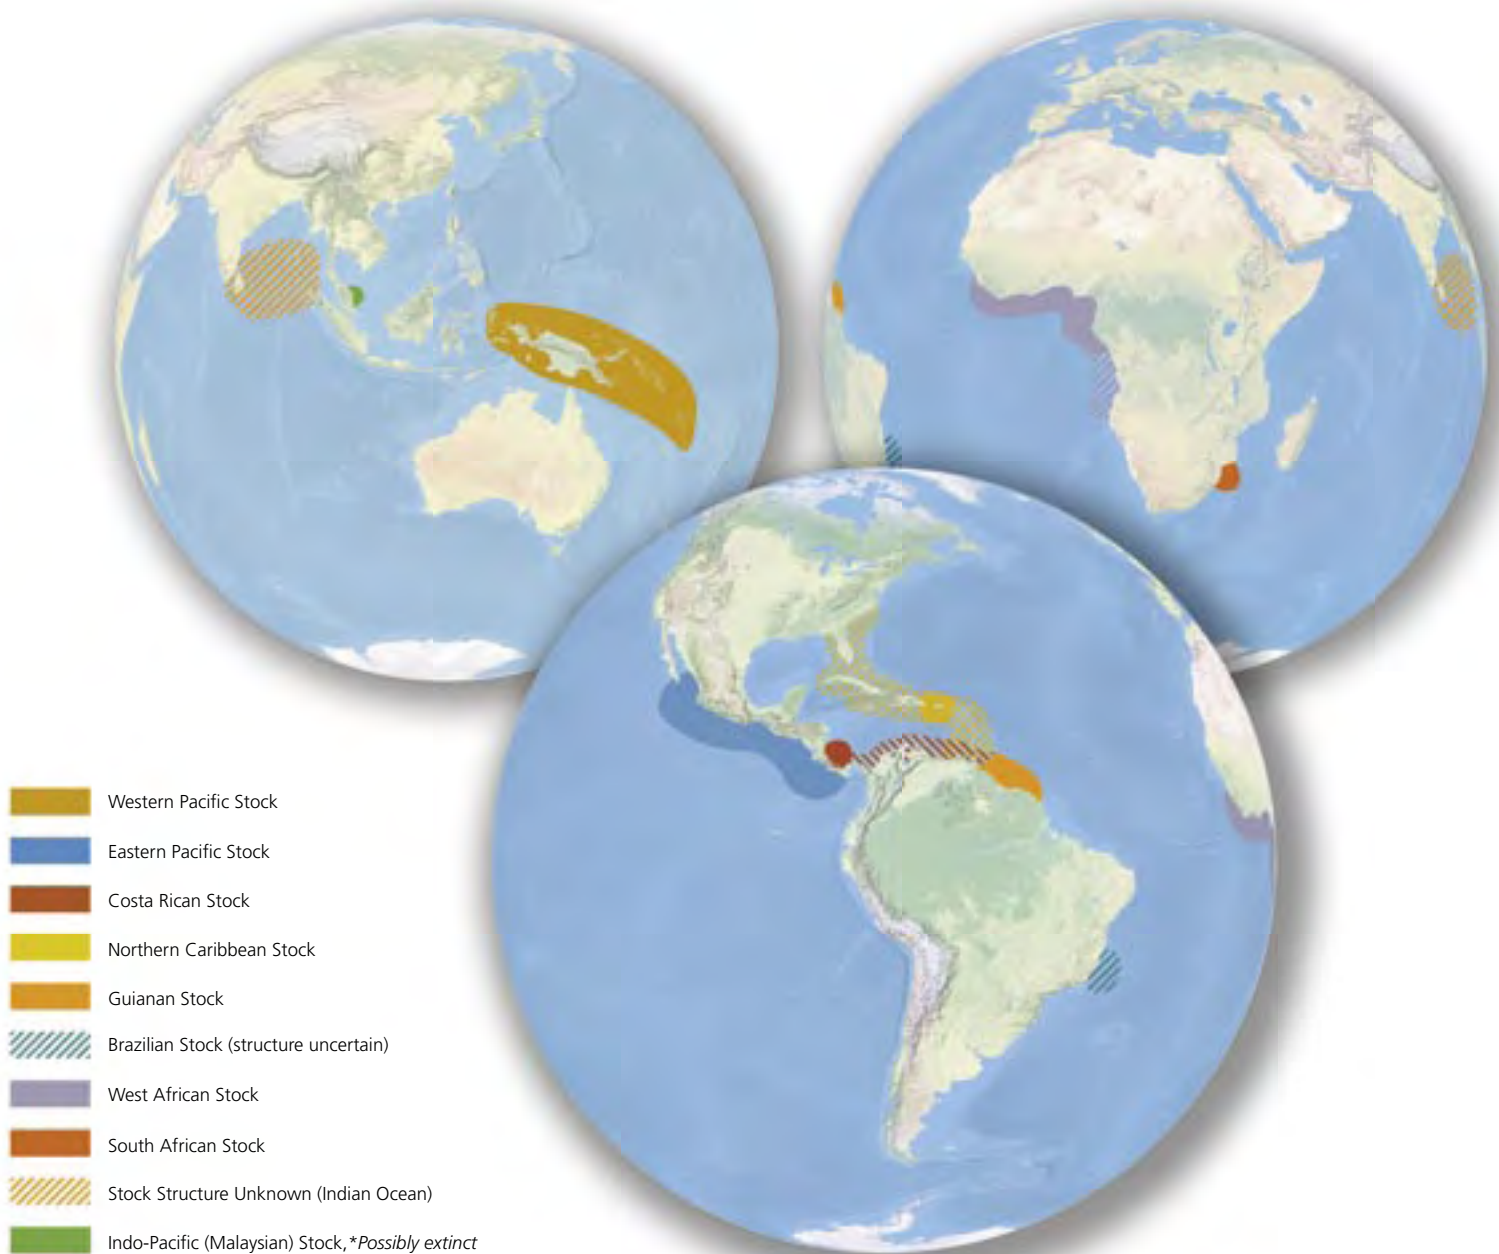 Western Pacific Stock
Eastern Pacific Stock
Costa Rican Stock
Northern Caribbean Stock
Guianan Stock
Brazilian Stock (structure uncertain)
West African Stock
South African Stock
Stock Structure Unknown (Indian Ocean)
Indo-Pacific (Malaysian) Stock,*Possibly extinct